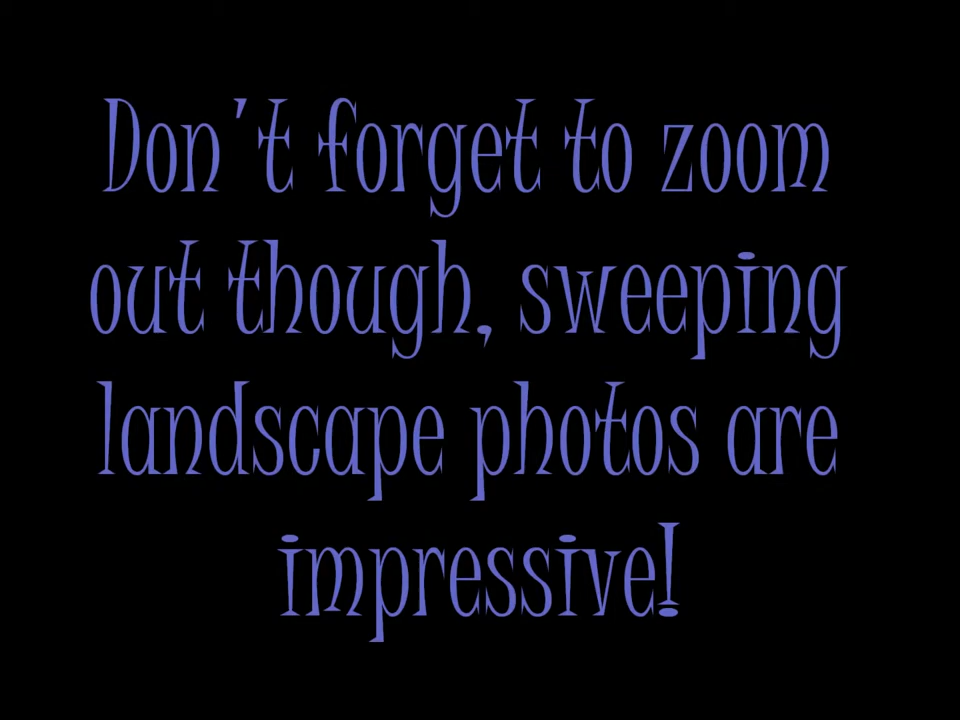 Don't forget to zoom
out though, sweeping
landscape photos are
impressive!